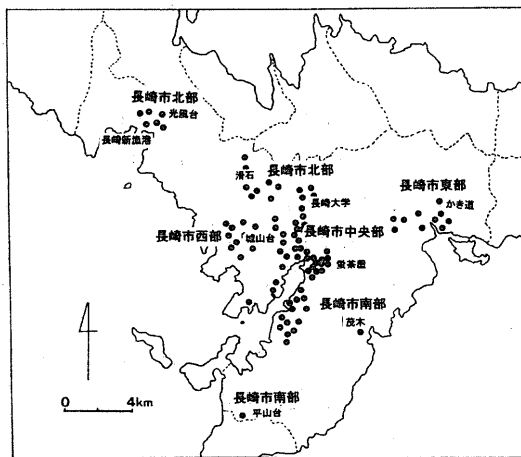 長崎市北部
光風台
長崎新漁港
滑石
長崎市北部
長崎大学
長崎市東部
かき道
長崎市西部
城山台
長崎市中央部
蛍茶屋
長崎市南部
茂木
0 4km
長崎市南部
平山台